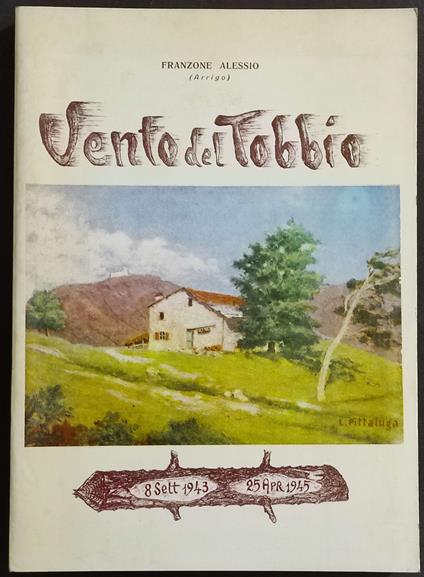 FRANZONE ALESSIO
(Arrigo)
Vento del Tobbio
L. Pittaluga
8 Sett 1943 25 Apr 1945